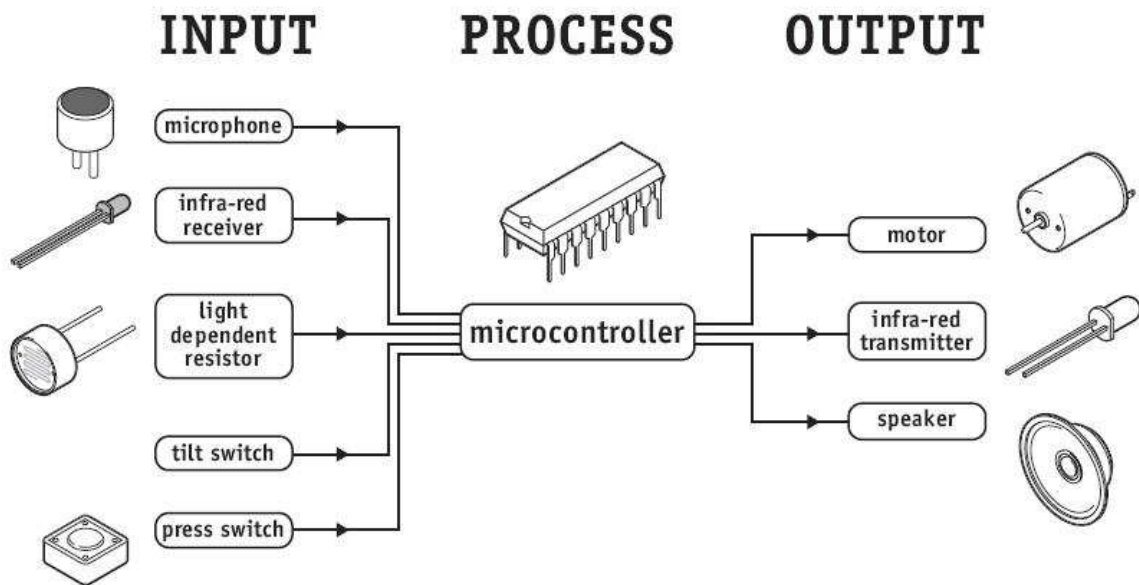 INPUT PROCESS OUTPUT
microphone
infra-red
receiver
light
dependent
resistor
tilt switch
press switch
microcontroller
motor
infra-red
transmitter
speaker